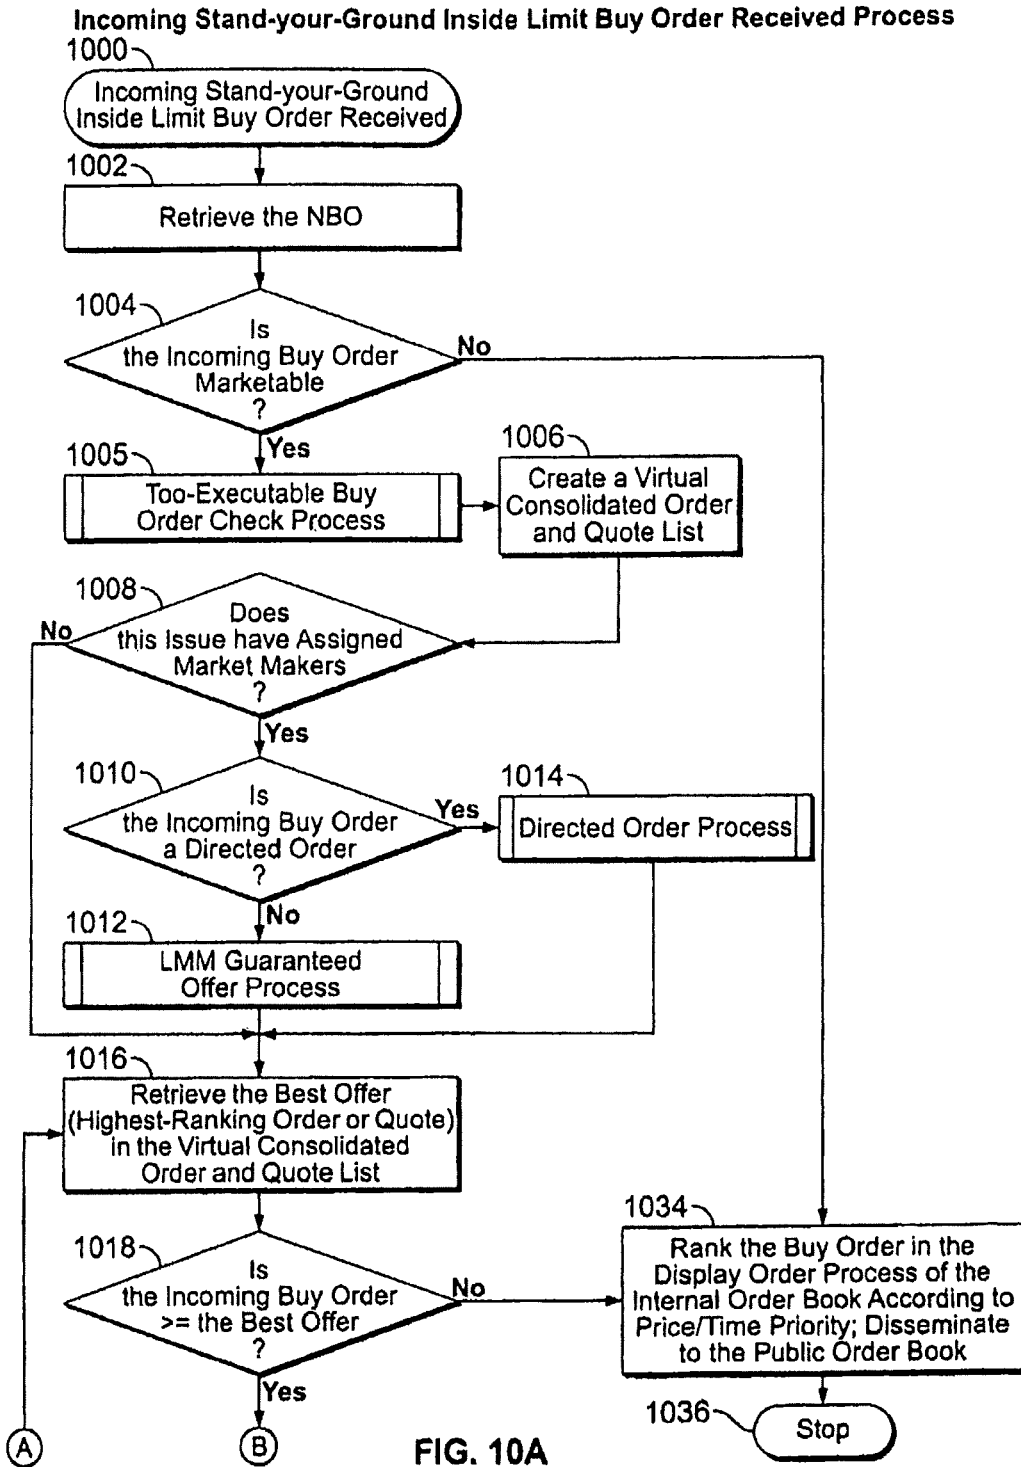 Incoming Stand-your-Ground Inside Limit Buy Order Received Process
1000
Incoming Stand-your-Ground
Inside Limit Buy Order Received
1002
Retrieve the NBO
1004
Is
the Incoming Buy Order
Marketable
?
No
Yes
1005
Too-Executable Buy
Order Check Process
1006
Create a Virtual
Consolidated Order
and Quote List
1008
Does
this Issue have Assigned
Market Makers
?
No
Yes
1010
Is
the Incoming Buy Order
a Directed Order
?
Yes
1014
Directed Order Process
No
1012
LMM Guaranteed
Offer Process
1016
Retrieve the Best Offer
(Highest-Ranking Order or Quote)
in the Virtual Consolidated
Order and Quote List
1018
Is
the Incoming Buy Order
>= the Best Offer
?
No
Yes
1034
Rank the Buy Order in the
Display Order Process of the
Internal Order Book According to
Price/Time Priority; Disseminate
to the Public Order Book
1036
Stop
A
B
FIG. 10A